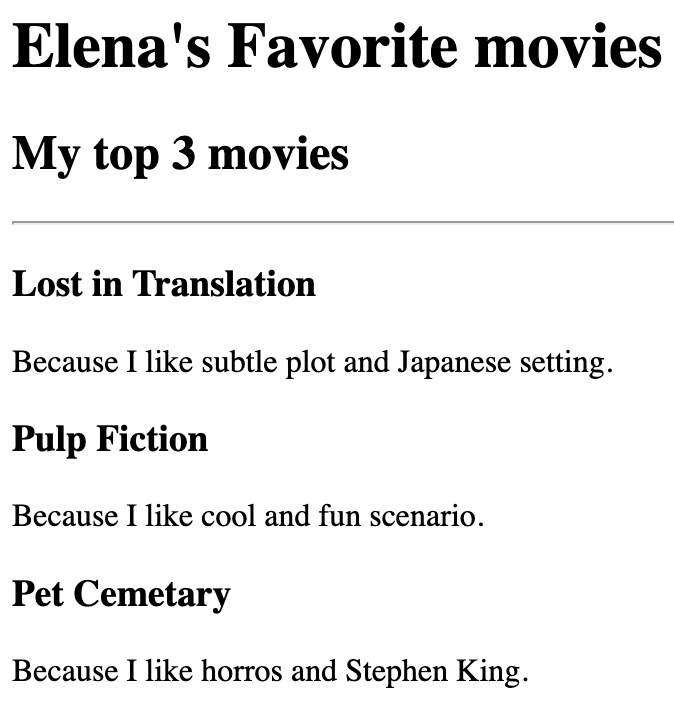 Elena's Favorite movies
My top 3 movies
Lost in Translation
Because I like subtle plot and Japanese setting.
Pulp Fiction
Because I like cool and fun scenario.
Pet Cemetary
Because I like horros and Stephen King.